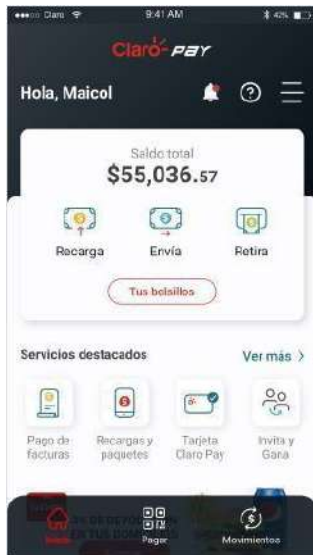 Claro
9:41 AM
42%
Claro-pay
Hola, Maicol
Saldo total
$55,036.57
Recarga Envía Retira
Tus bolsillos
Servicios destacados Ver más >
Pago de Recargas y Tarjeta Invita y
facturas paquetes Claro Pay Gana
Pagar Movimientos